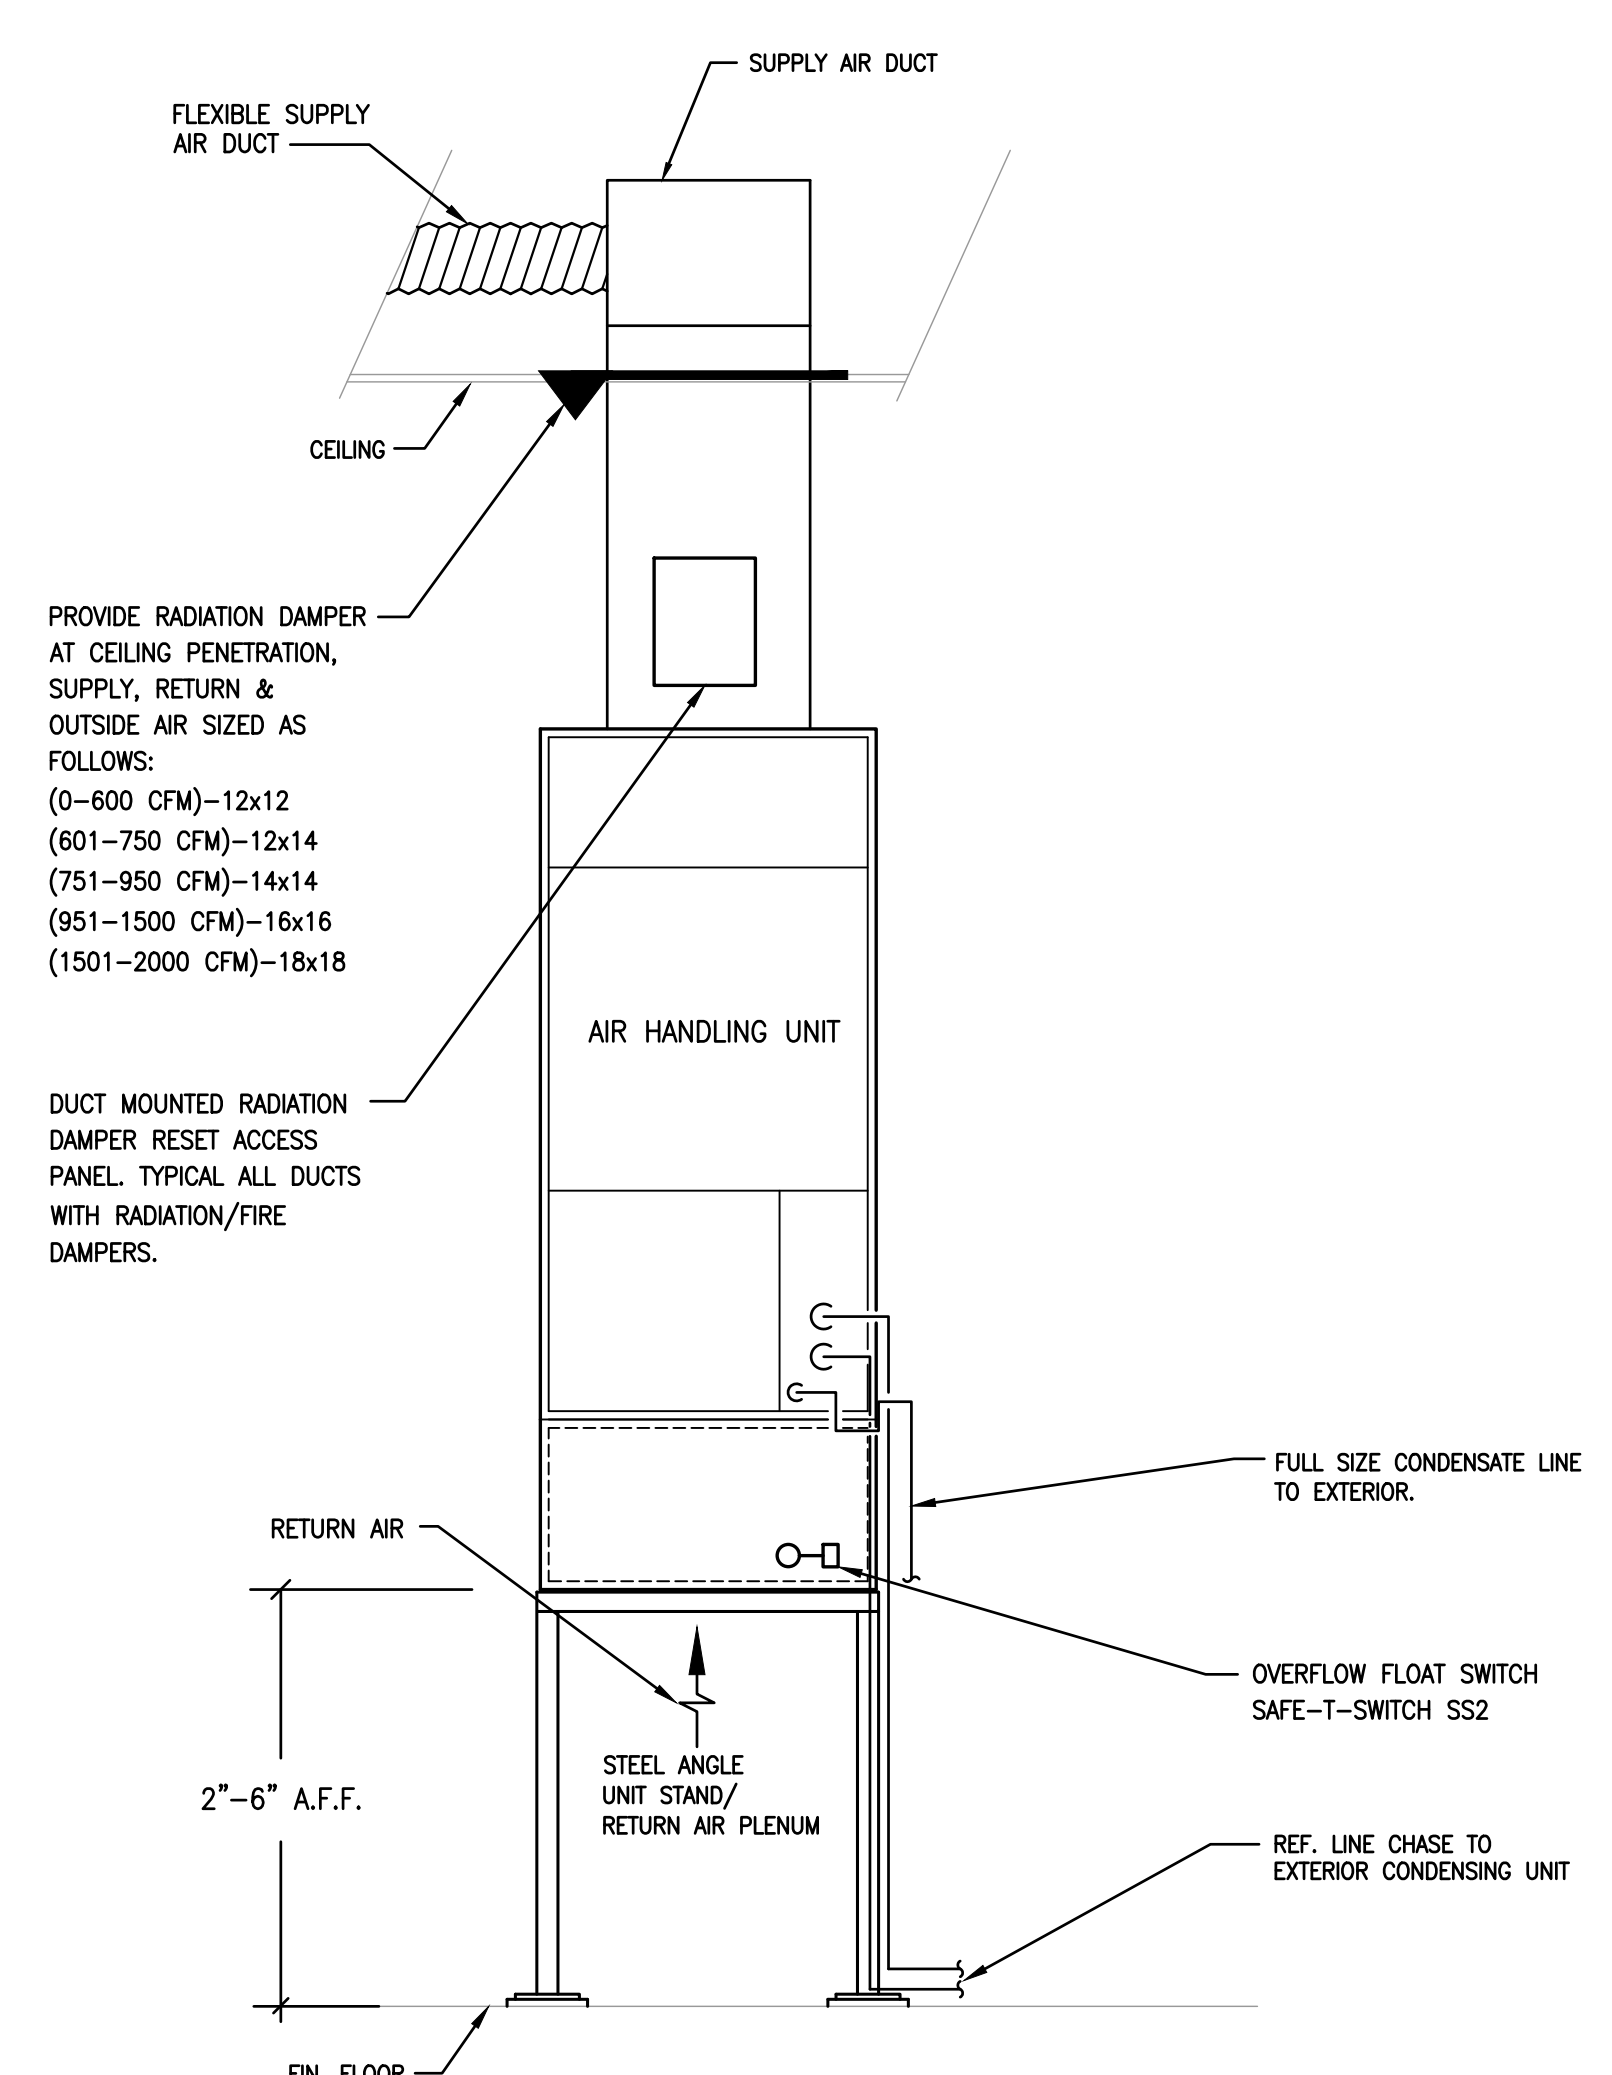 SUPPLY AIR DUCT
FLEXIBLE SUPPLY
AIR DUCT
CEILING
PROVIDE RADIATION DAMPER
AT CEILING PENETRATION,
SUPPLY, RETURN &
OUTSIDE AIR SIZED AS
FOLLOWS:
(0-600 CFM)-12x12
(601-750 CFM)-12x14
(751-950 CFM)-14x14
(951-1500 CFM)-16x16
(1501-2000 CFM)-18x18
AIR HANDLING UNIT
DUCT MOUNTED RADIATION
DAMPER RESET ACCESS
PANEL. TYPICAL ALL DUCTS
WITH RADIATION/FIRE
DAMPERS.
FULL SIZE CONDENSATE LINE
TO EXTERIOR.
RETURN AIR
OVERFLOW FLOAT SWITCH
SAFE-T-SWITCH SS2
STEEL ANGLE
UNIT STAND/
RETURN AIR PLENUM
2”-6” A.F.F.
REF. LINE CHASE TO
EXTERIOR CONDENSING UNIT
FIN. FLOOR